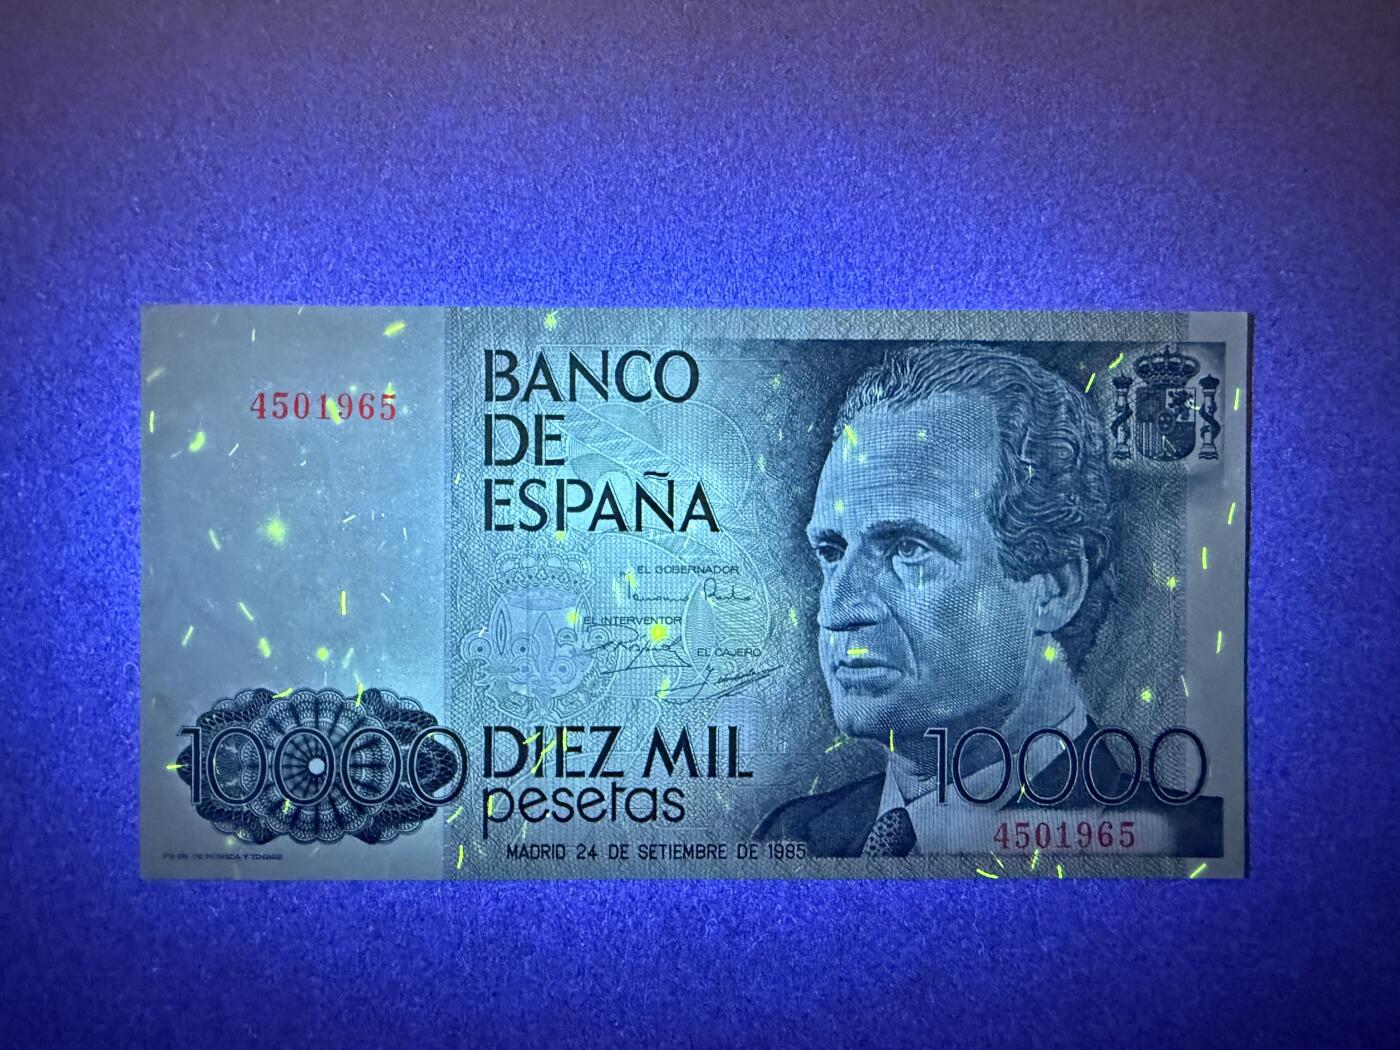 4501965
BANCO
DE
ESPAÑA
EL GOBERNADOR
EL INTERVENTOR
EL CAJERO
10000
DIEZ MIL
pesetas
10000
4501965
MADRID 24 DE SETIEMBRE DE 1985